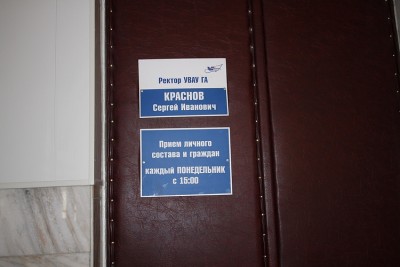 Ректор УВАУ ГА
КРАСНОВ
Сергей Иванович
Прием личного
состава и граждан
каждый ПОНЕДЕЛЬНИК
с 15:00